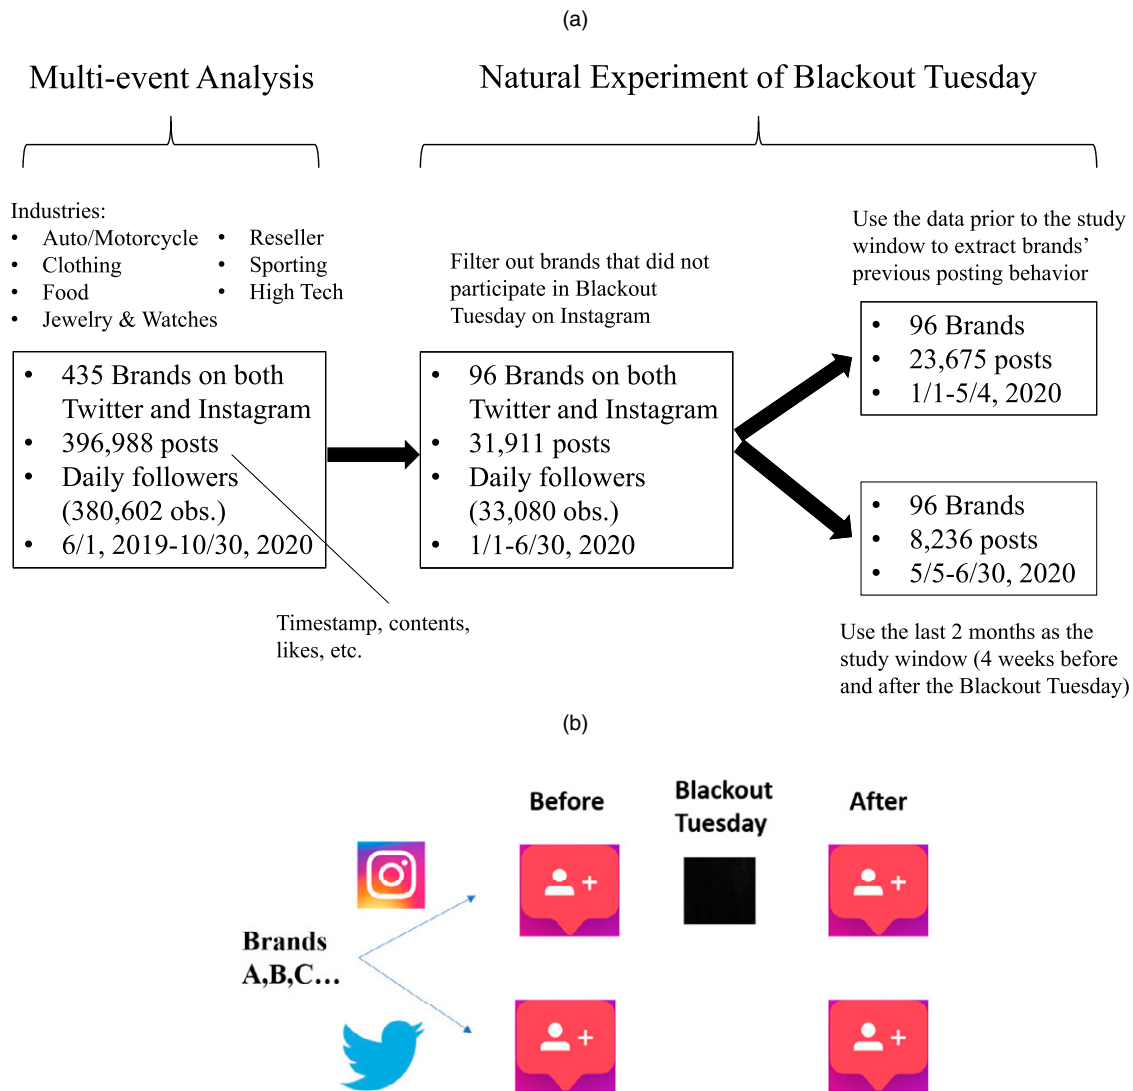 (a)
Multi-event Analysis
Natural Experiment of Blackout Tuesday
Industries:
• Auto/Motorcycle
• Clothing
• Food
• Jewelry & Watches
• Reseller
• Sporting
• High Tech
• 435 Brands on both
Twitter and Instagram
• 396,988 posts
• Daily followers
(380,602 obs.)
• 6/1, 2019-10/30, 2020
Timestamp, contents,
likes, etc.
Filter out brands that did not
participate in Blackout
Tuesday on Instagram
• 96 Brands on both
Twitter and Instagram
• 31,911 posts
• Daily followers
(33,080 obs.)
• 1/1-6/30, 2020
Use the data prior to the study
window to extract brands’
previous posting behavior
• 96 Brands
• 23,675 posts
• 1/1-5/4, 2020
• 96 Brands
• 8,236 posts
• 5/5-6/30, 2020
Use the last 2 months as the
study window (4 weeks before
and after the Blackout Tuesday)
(b)
Before
Blackout
Tuesday
After
Brands
A,B,C…